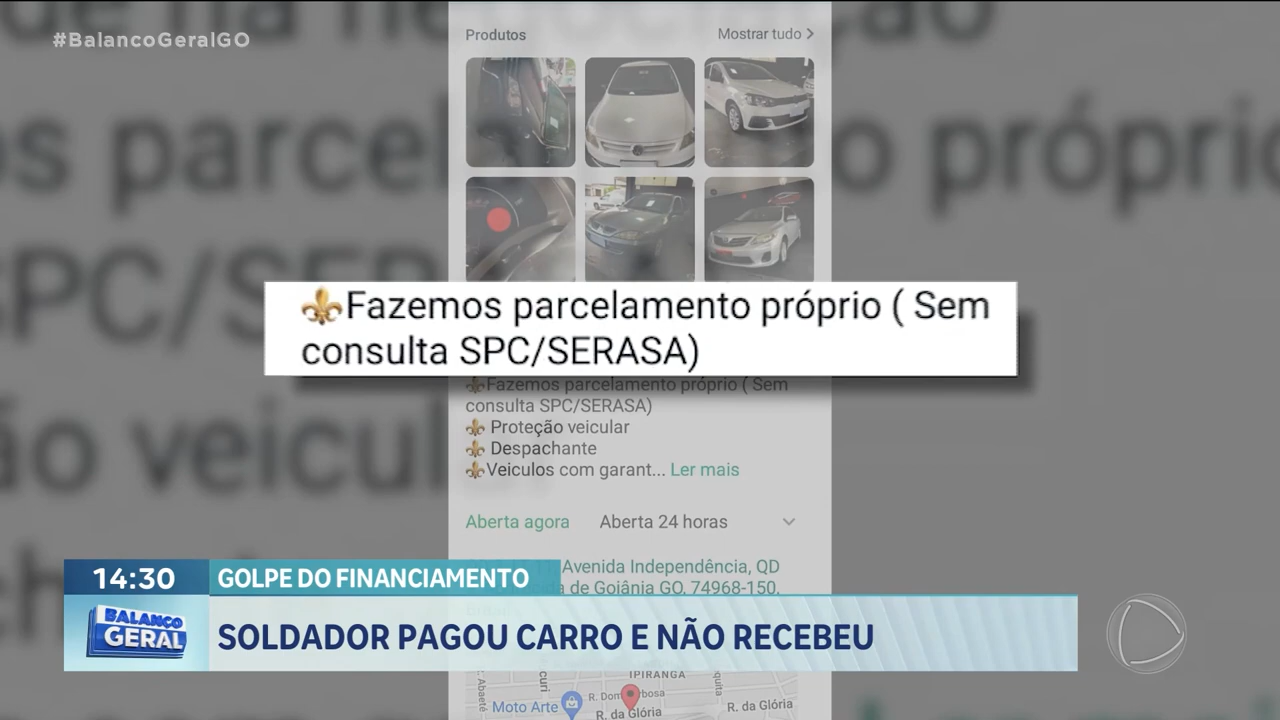 #BalancoGeralGO
Produtos
Mostrar tudo
⚜Fazemos parcelamento próprio ( Sem
consulta SPC/SERASA)
⚜Fazemos parcelamento próprio ( Sem
consulta SPC/SERASA)
⚜ Proteção veicular
⚜ Despachante
⚜Veiculos com garant... Ler mais
Aberta agora
Aberta 24 horas
Avenida Independência, QD
de Goiânia GO, 74968-150,
14:30
GOLPE DO FINANCIAMENTO
BALANCO
GERAL
SOLDADOR PAGOU CARRO E NÃO RECEBEU
IPIRANGA
Moto Arte
R. da Glória
R. da Glória